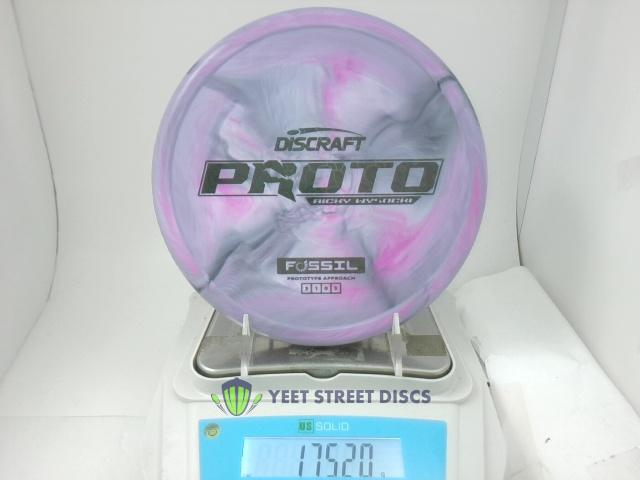 DISCRAFT
PROTO
RICKY WYSOCKI
FOSSIL
PROTOTYPE APPROACH
YEET STREET DISCS
US SOLID
175.20 g